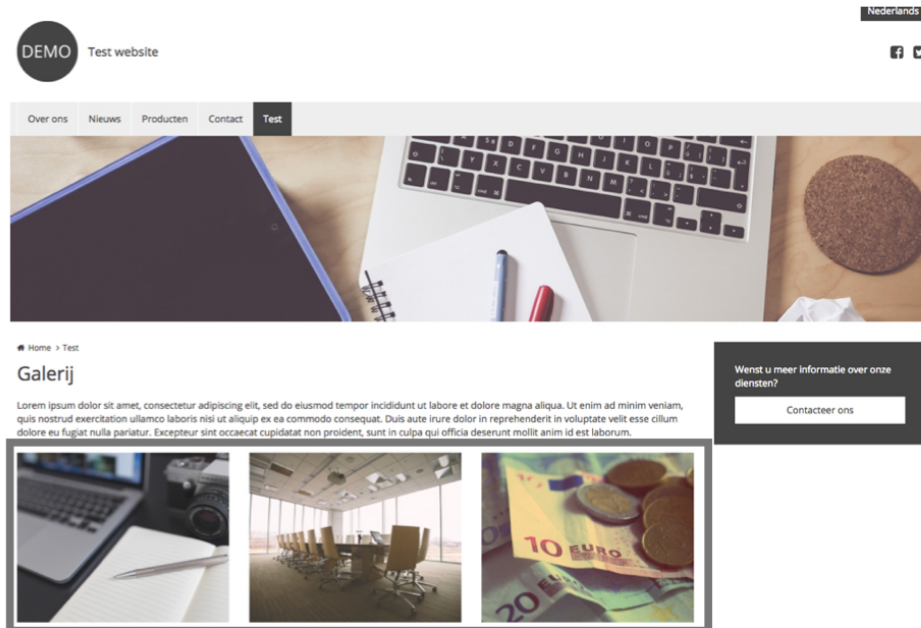 Nederlands
DEMO
Test website
Over ons Nieuws Producten Contact Test
Home > Test
Galerij
Lorem ipsum dolor sit amet, consectetur adipiscing elit, sed do eiusmod tempor incididunt ut labore et dolore magna aliqua. Ut enim ad minim veniam,
quis nostrud exercitation ullamco laboris nisi ut aliquip ex ea commodo consequat. Duis aute irure dolor in reprehenderit in voluptate velit esse cillum
dolore eu fugiat nulla pariatur. Excepteur sint occaecat cupidatat non proident, sunt in culpa qui officia deserunt mollit anim id est laborum.
Wenst u meer informatie over onze
diensten?
Contacteer ons
10 EURO
20 EU